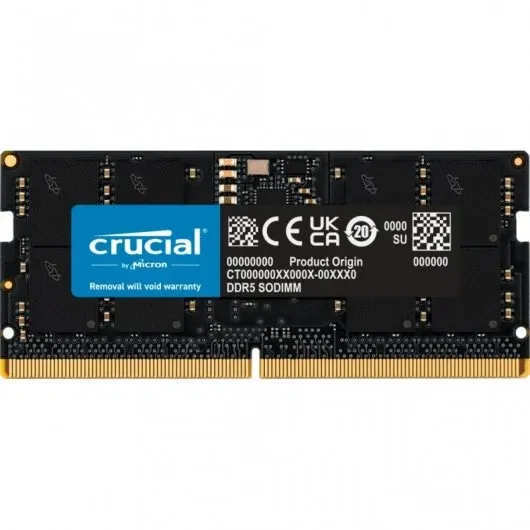 crucial
by Micron
Removal will void warranty
CE UK CA 20
0000
SU
00000000 Product Origin
000000
CT000000XX000X-00XXX0
DDR5 SODIMM